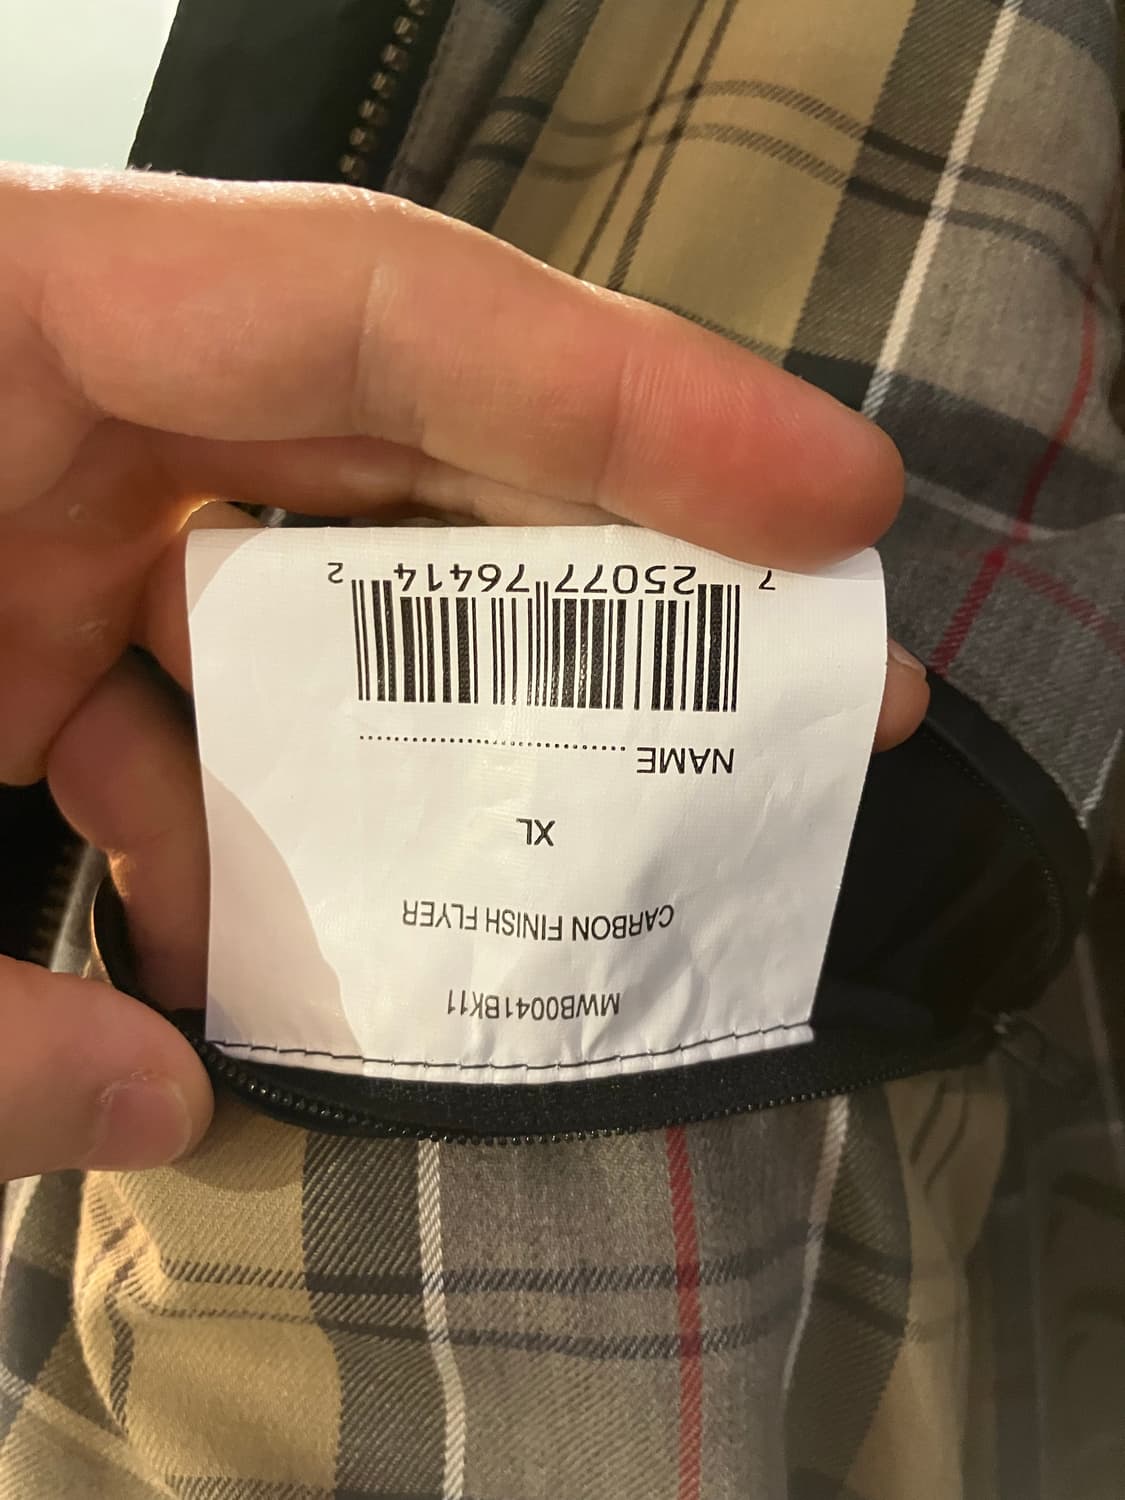 MWB0041BK11
CARBON FINISH FLYER
XL
NAME ................................
7 25077 76414 2